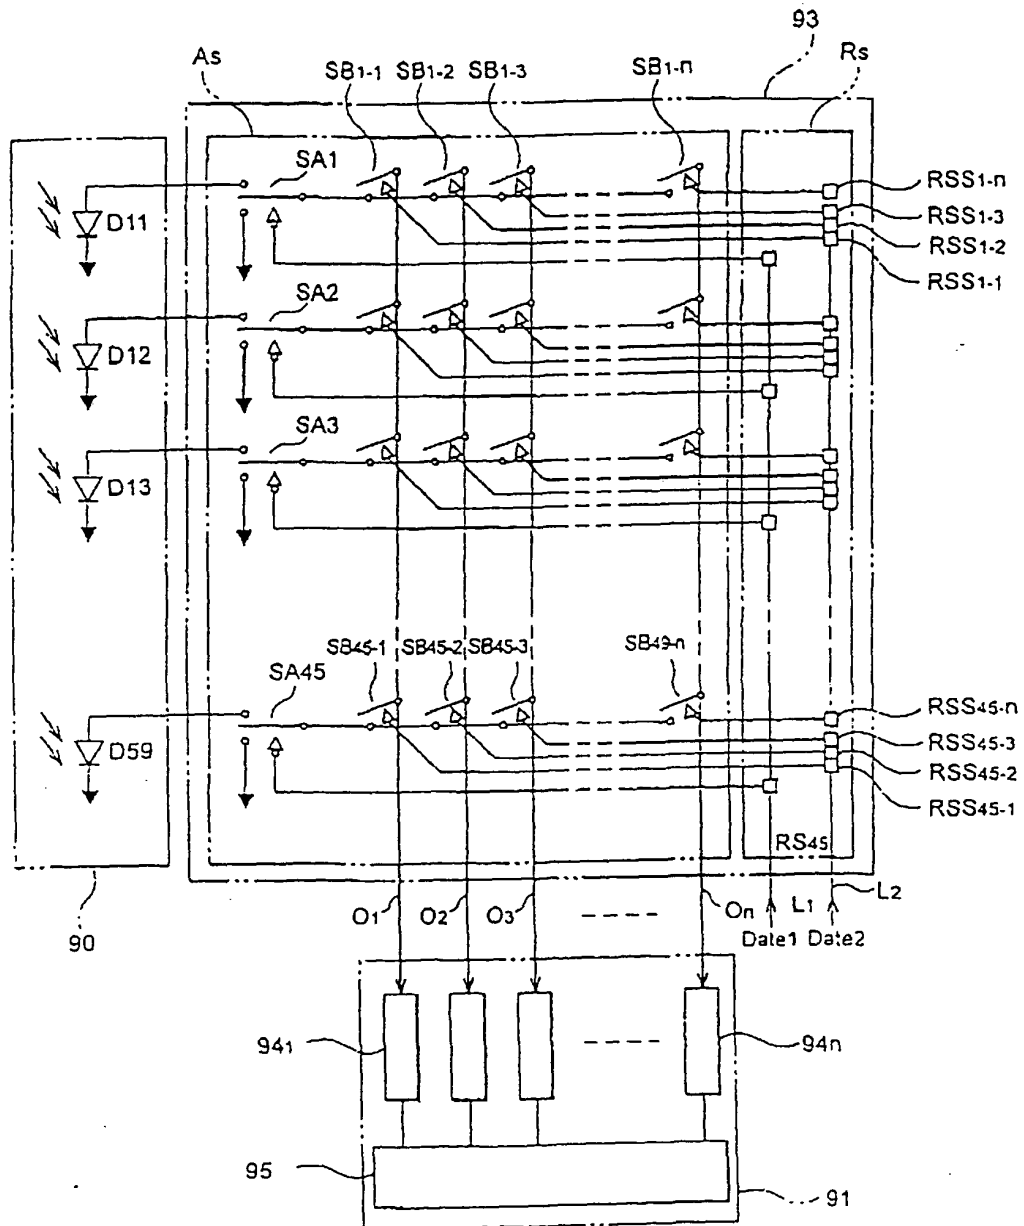 93
As
Rs
SB1-1 SB1-2 SB1-3 SB1-n
SA1
D11
RSS1-n
RSS1-3
RSS1-2
RSS1-1
SA2
D12
SA3
D13
SB45-1 SB45-2 SB45-3 SB49-n
SA45
D59
RSS45-n
RSS45-3
RSS45-2
RSS45-1
RS45
90
O1 O2 O3 On
L1 L2
Date1 Date2
941
94n
95
91